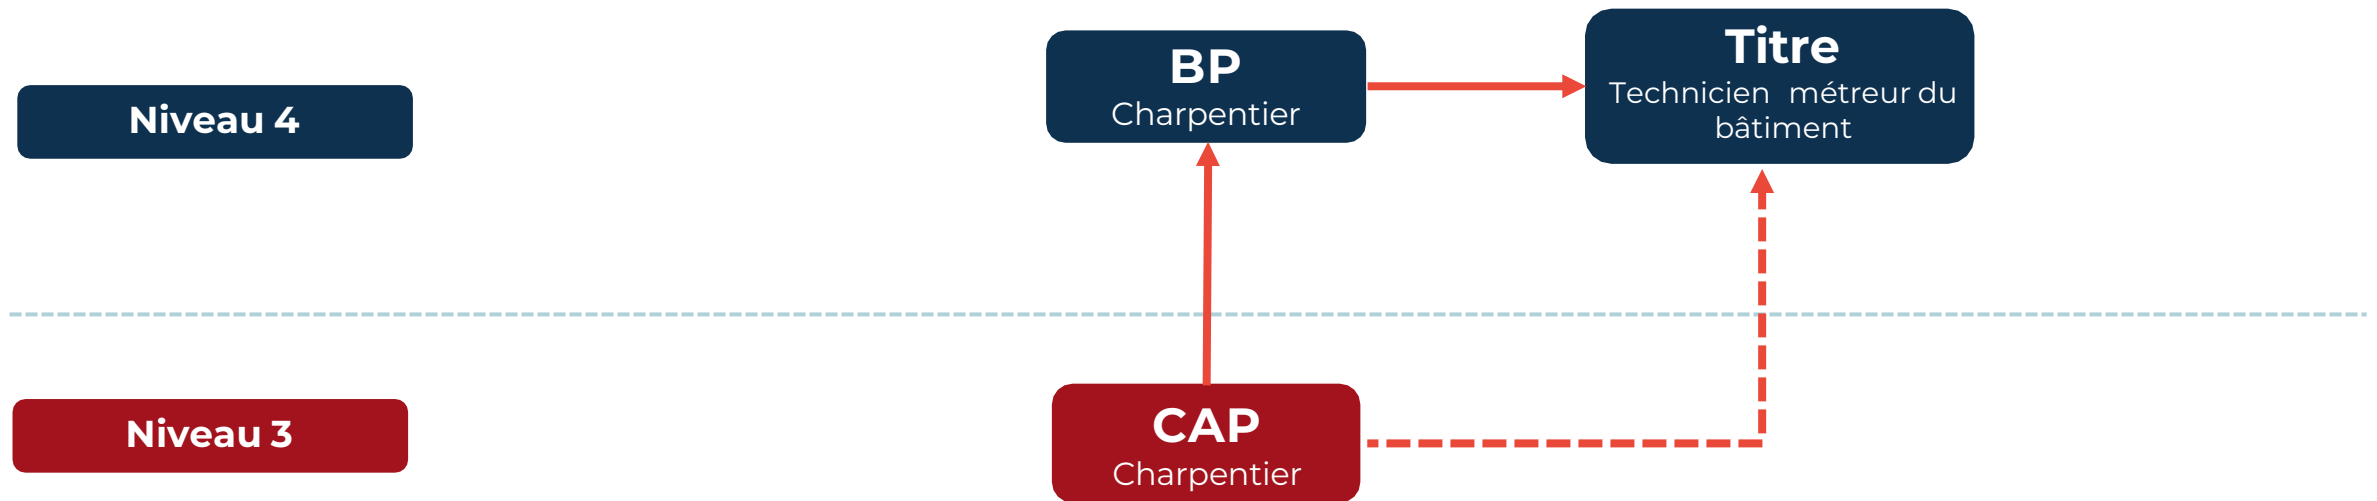 BP
Charpentier
Titre
Technicien métreur du
bâtiment
Niveau 4
Niveau 3
CAP
Charpentier